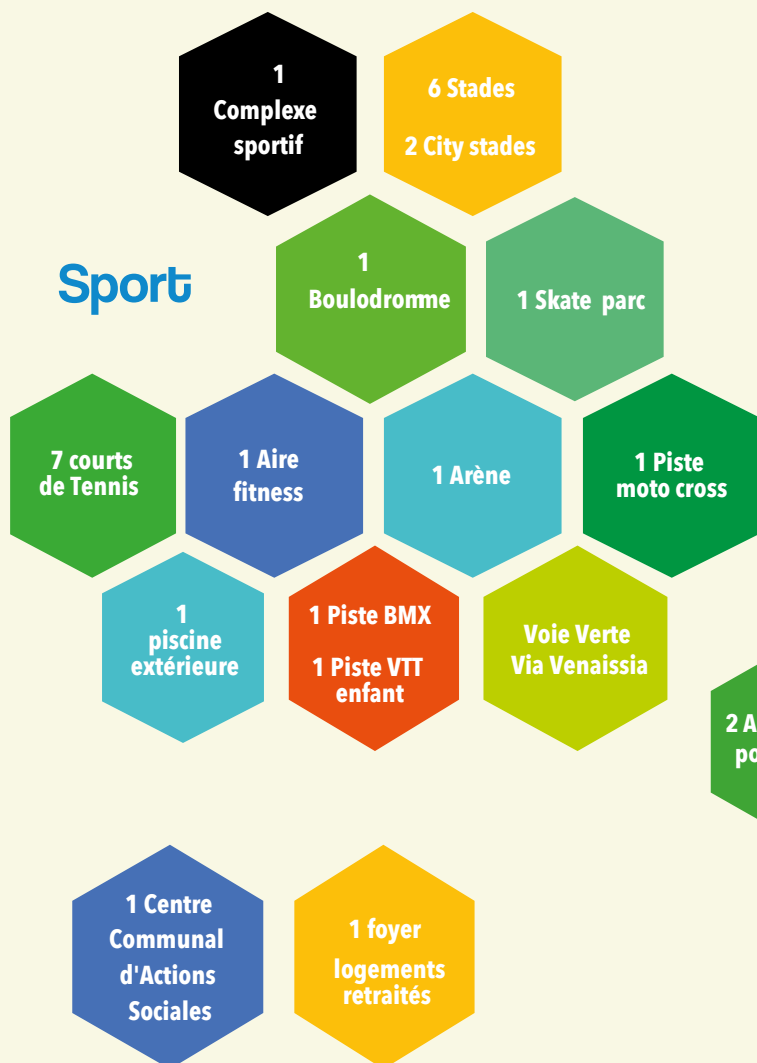 1
Complexe
sportif
6 Stades
2 City stades
Sport
1
Boulodromme
1 Skate parc
7 courts
de Tennis
1 Aire
fitness
1 Arène
1 Piste
moto cross
1
piscine
extérieure
1 Piste BMX
1 Piste VTT
enfant
Voie Verte
Via Venaissia
2 A
po
1 Centre
Communal
d'Actions
Sociales
1 foyer
logements
retraités